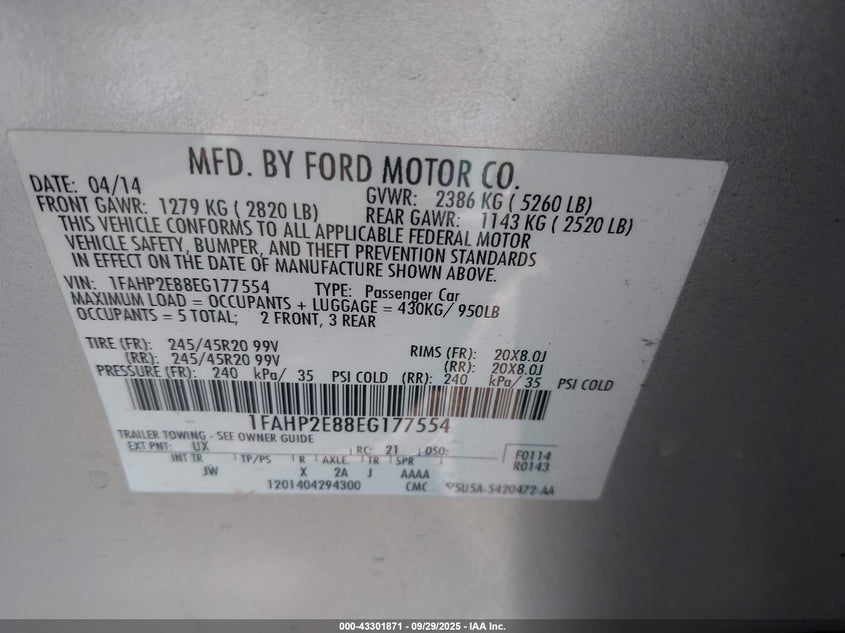 MFD. BY FORD MOTOR CO.
DATE: 04/14 GVWR: 2386 KG ( 5260 LB)
FRONT GAWR: 1279 KG ( 2820 LB) REAR GAWR: 1143 KG ( 2520 LB)
THIS VEHICLE CONFORMS TO ALL APPLICABLE FEDERAL MOTOR
VEHICLE SAFETY, BUMPER, AND THEFT PREVENTION STANDARDS
IN EFFECT ON THE DATE OF MANUFACTURE SHOWN ABOVE.
VIN: 1FAHP2E88EG177554 TYPE: Passenger Car
MAXIMUM LOAD = OCCUPANTS + LUGGAGE = 430KG/ 950LB
OCCUPANTS = 5 TOTAL; 2 FRONT, 3 REAR
TIRE (FR): 245/45R20 99V RIMS (FR): 20X8.0J
(RR): 245/45R20 99V (RR): 20X8.0J
PRESSURE (FR): 240 kPa/ 35 PSI COLD (RR): 240 kPa/ 35 PSI COLD
1FAHP2E88EG177554
TRAILER TOWING - SEE OWNER GUIDE
EXT PNT: UX RC: 21 DSO: F0114
INT TR TP/PS R AXLE TR SPR R0143
JW X 2A J AAAA
1201404294300 CMC 5U5A-5420472-AA
000-43301871 - 09/29/2025 - IAA Inc.